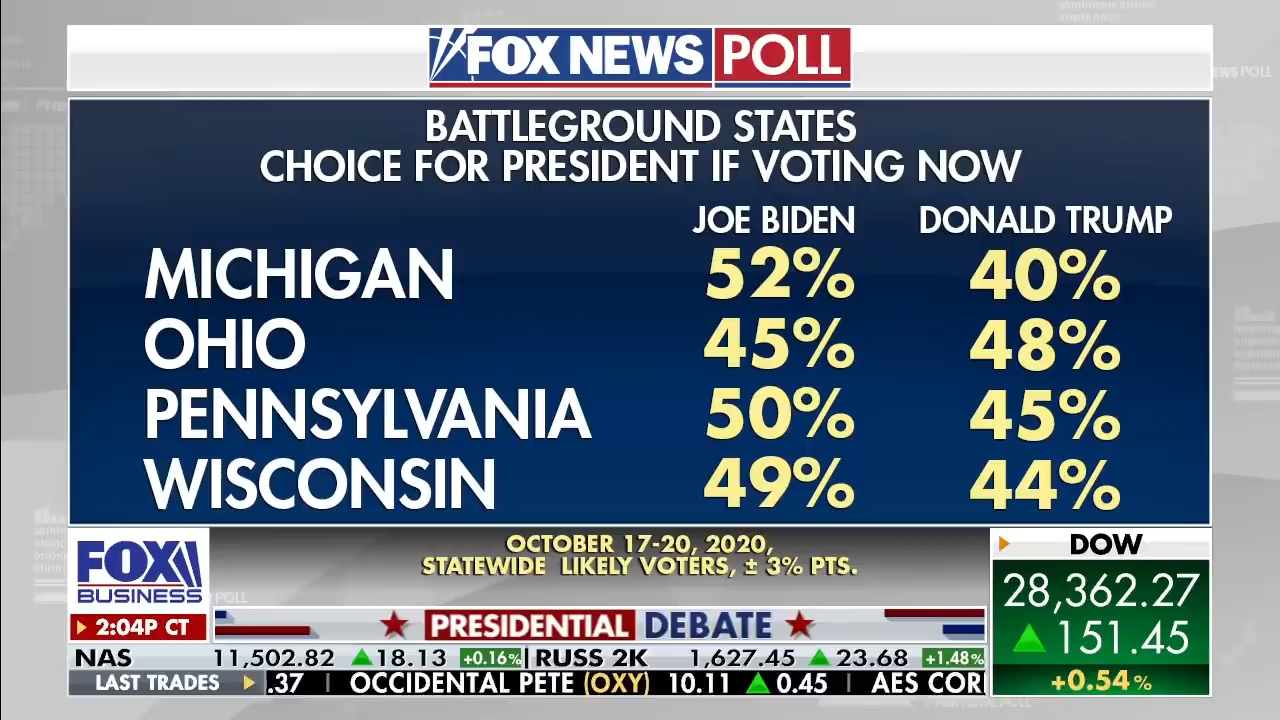 FOX NEWS POLL
BATTLEGROUND STATES
CHOICE FOR PRESIDENT IF VOTING NOW
JOE BIDEN DONALD TRUMP
MICHIGAN 52% 40%
OHIO 45% 48%
PENNSYLVANIA 50% 45%
WISCONSIN 49% 44%
OCTOBER 17-20, 2020,
STATEWIDE LIKELY VOTERS, ± 3% PTS.
FOX BUSINESS
2:04P CT
PRESIDENTIAL DEBATE
DOW
28,362.27
151.45
+0.54%
NAS 11,502.82 18.13 +0.16% RUSS 2K 1,627.45 23.68 +1.48%
LAST TRADES .37 | OCCIDENTAL PETE (OXY) 10.11 0.45 | AES COR